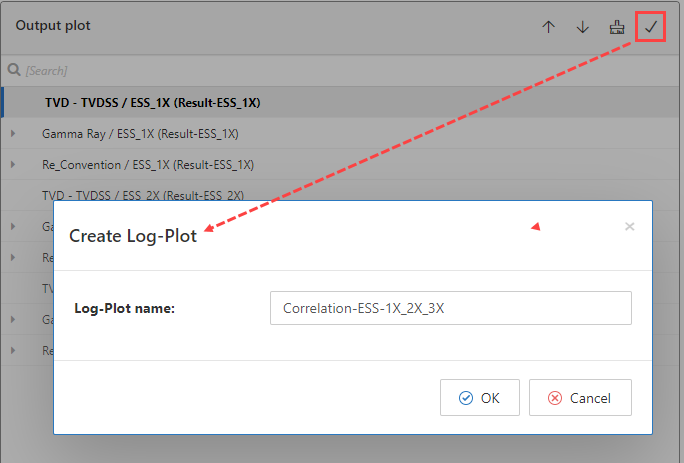 Output plot
[Search]
TVD - TVDSS / ESS_1X (Result-ESS_1X)
Gamma Ray / ESS_1X (Result-ESS_1X)
Re_Convention / ESS_1X (Result-ESS_1X)
TVD - TVDSS / ESS_2X (Result-ESS_2X)
Ga
Re
TV
Ga
Re
Create Log-Plot
Log-Plot name:
Correlation-ESS-1X_2X_3X
OK
Cancel